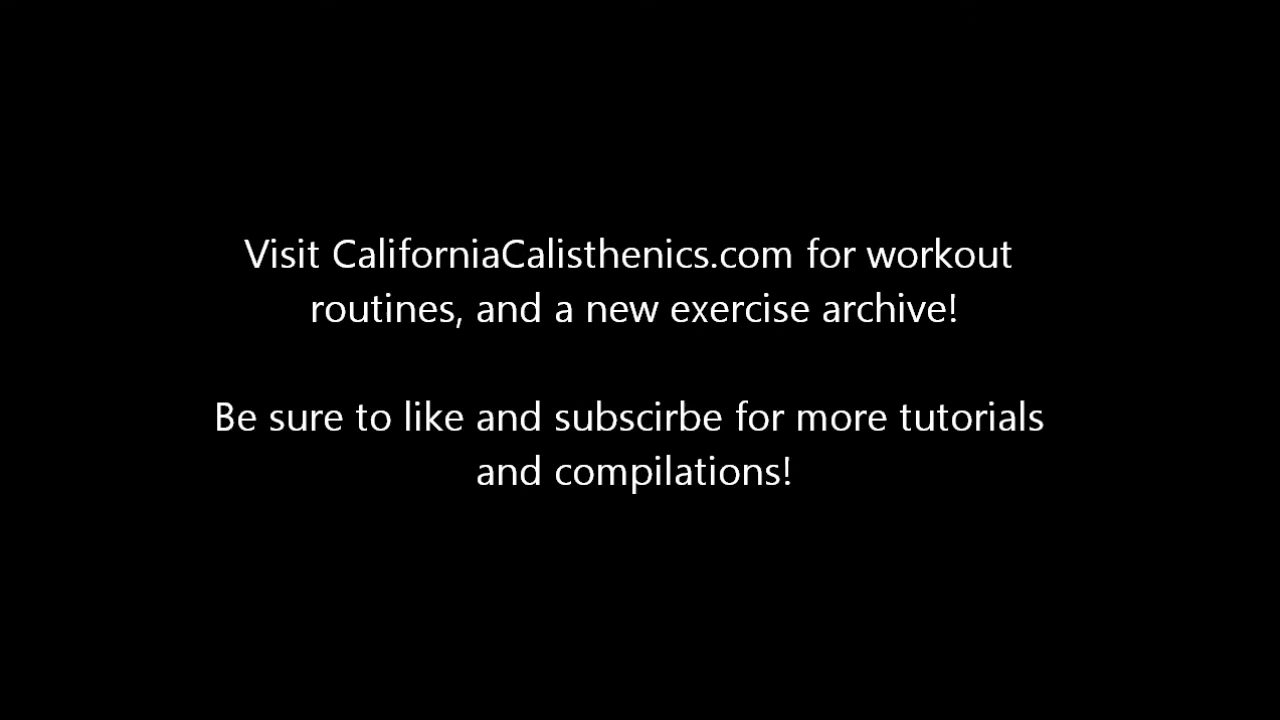 Visit CaliforniaCalisthenics.com for workout
routines, and a new exercise archive!
Be sure to like and subscirbe for more tutorials
and compilations!